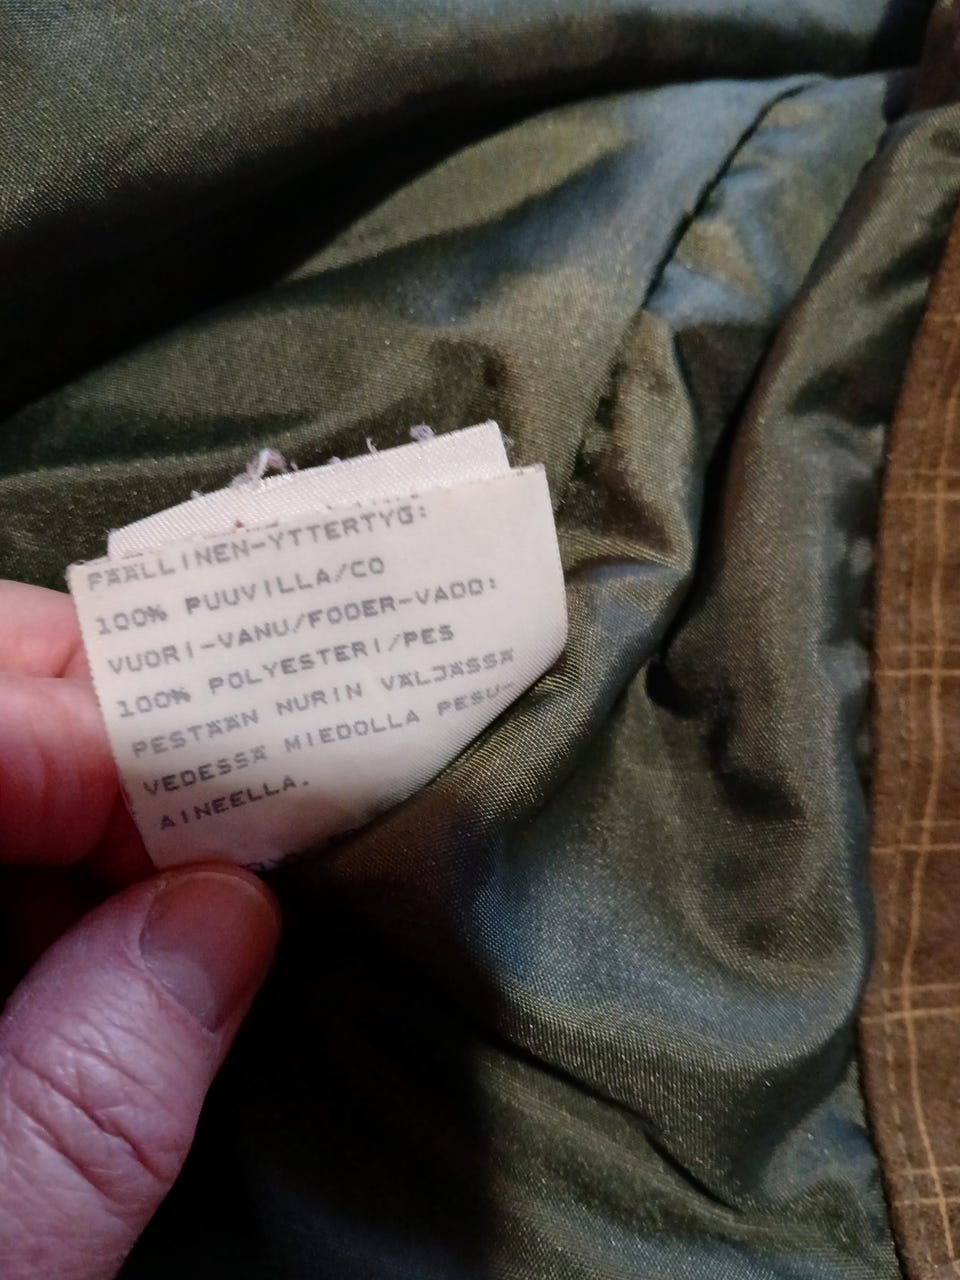 PÄÄLLINEN-YTTERTYG:
100% PUUVILLA/CO
VUORI-VANU/FODER-VADD:
100% POLYESTERI/PES
PESTÄÄN NURIN VÄLJÄSSÄ
VEDESSÄ MIEDOLLA PESU-
AINEELLA.